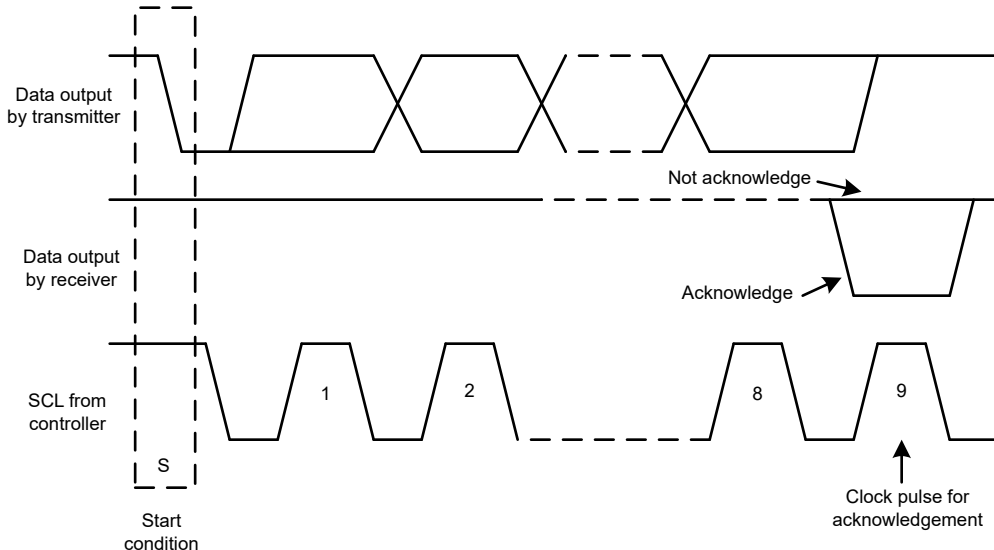 Data output
by transmitter
Not acknowledge
Data output
by receiver
Acknowledge
SCL from
controller
1
2
8
9
S
Start
condition
Clock pulse for
acknowledgement